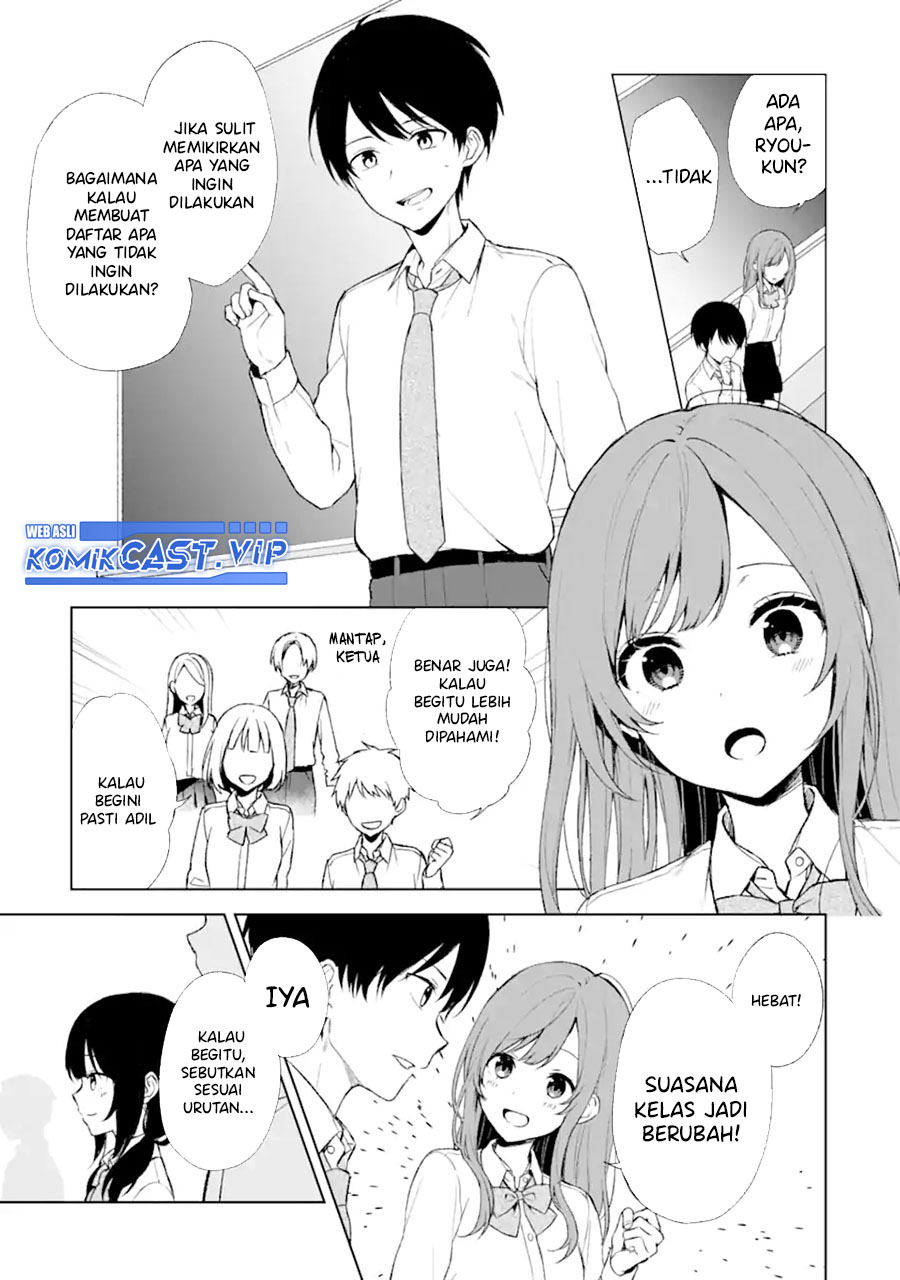 ADA
APA,
RYOU-
KUN?
...TIDAK
JIKA SULIT
MEMIKIRKAN
APA YANG
INGIN
DILAKUKAN
BAGAIMANA
KALAU
MEMBUAT
DAFTAR APA
YANG TIDAK
INGIN
DILAKUKAN?
WEB ASLI
KOMIKCAST.VIP
BENAR JUGA!
KALAU
BEGITU LEBIH
MUDAH
DIPAHAMI!
MANTAP,
KETUA
KALAU
BEGINI
PASTI ADIL
HEBAT!
SUASANA
KELAS JADI
BERUBAH!
IYA
KALAU
BEGITU,
SEBUTKAN
SESUAI
URUTAN...